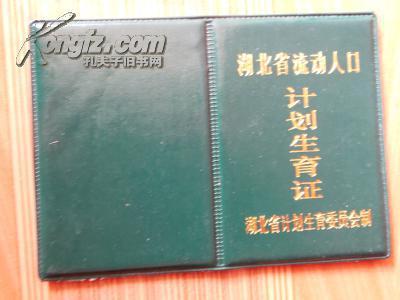 Kongfz.com
孔夫子旧书网
湖北省流动人口
计划生育证
湖北省计划生育委员会制